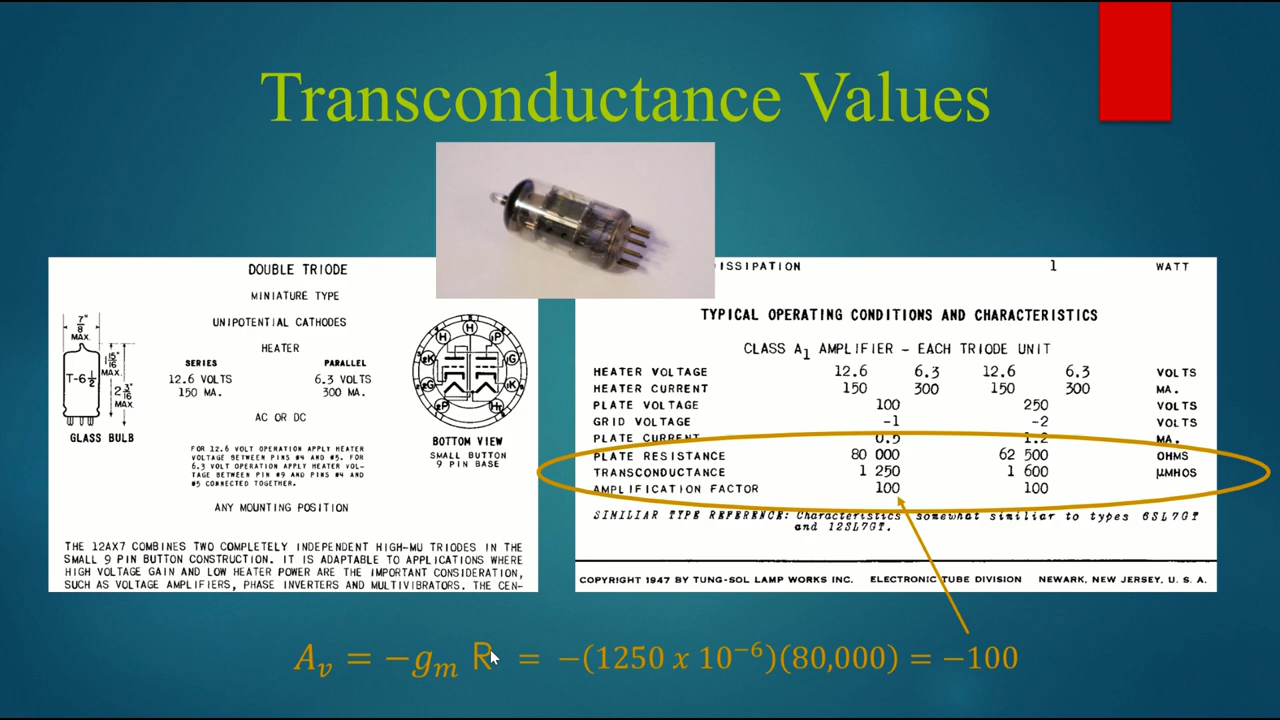 Transconductance Values
DOUBLE TRIODE
MINIATURE TYPE
UNIPOTENTIAL CATHODES
HEATER
SERIES PARALLEL
12.6 VOLTS 6.3 VOLTS
150 MA. 300 MA.
AC OR DC
FOR 12.6 VOLT OPERATION APPLY HEATER
VOLTAGE BETWEEN PINS #4 AND #5. FOR
6.3 VOLT OPERATION APPLY HEATER VOL-
TAGE BETWEEN PIN #9 AND PINS #4 AND
#5 CONNECTED TOGETHER.
ANY MOUNTING POSITION
7"
8
MAX.
T-6½
MAX.
MAX.
GLASS BULB
H
H
P
G
K
P
G
K
BOTTOM VIEW
SMALL BUTTON
9 PIN BASE
THE 12AX7 COMBINES TWO COMPLETELY INDEPENDENT HIGH-MU TRIODES IN THE
SMALL 9 PIN BUTTON CONSTRUCTION. IT IS ADAPTABLE TO APPLICATIONS WHERE
HIGH VOLTAGE GAIN AND LOW HEATER POWER ARE THE IMPORTANT CONSIDERATION,
SUCH AS VOLTAGE AMPLIFIERS, PHASE INVERTERS AND MULTIVIBRATORS. THE CEN-
ISSIPATION 1 WATT
TYPICAL OPERATING CONDITIONS AND CHARACTERISTICS
CLASS A1 AMPLIFIER – EACH TRIODE UNIT
HEATER VOLTAGE 12.6 6.3 12.6 6.3 VOLTS
HEATER CURRENT 150 300 150 300 MA.
PLATE VOLTAGE 100 250 VOLTS
GRID VOLTAGE -1 -2 VOLTS
PLATE CURRENT 0.5 1.2 MA.
PLATE RESISTANCE 80 000 62 500 OHMS
TRANSCONDUCTANCE 1 250 1 600 µMHOS
AMPLIFICATION FACTOR 100 100
SIMILIAR TYPE REFERENCE: Characteristics somewhat similiar to types 6SL7GT
and 12SL7GT.
COPYRIGHT 1947 BY TUNG-SOL LAMP WORKS INC. ELECTRONIC TUBE DIVISION NEWARK, NEW JERSEY, U. S. A.
Av = −gm R = −(1250 x 10⁻⁶)(80,000) = −100